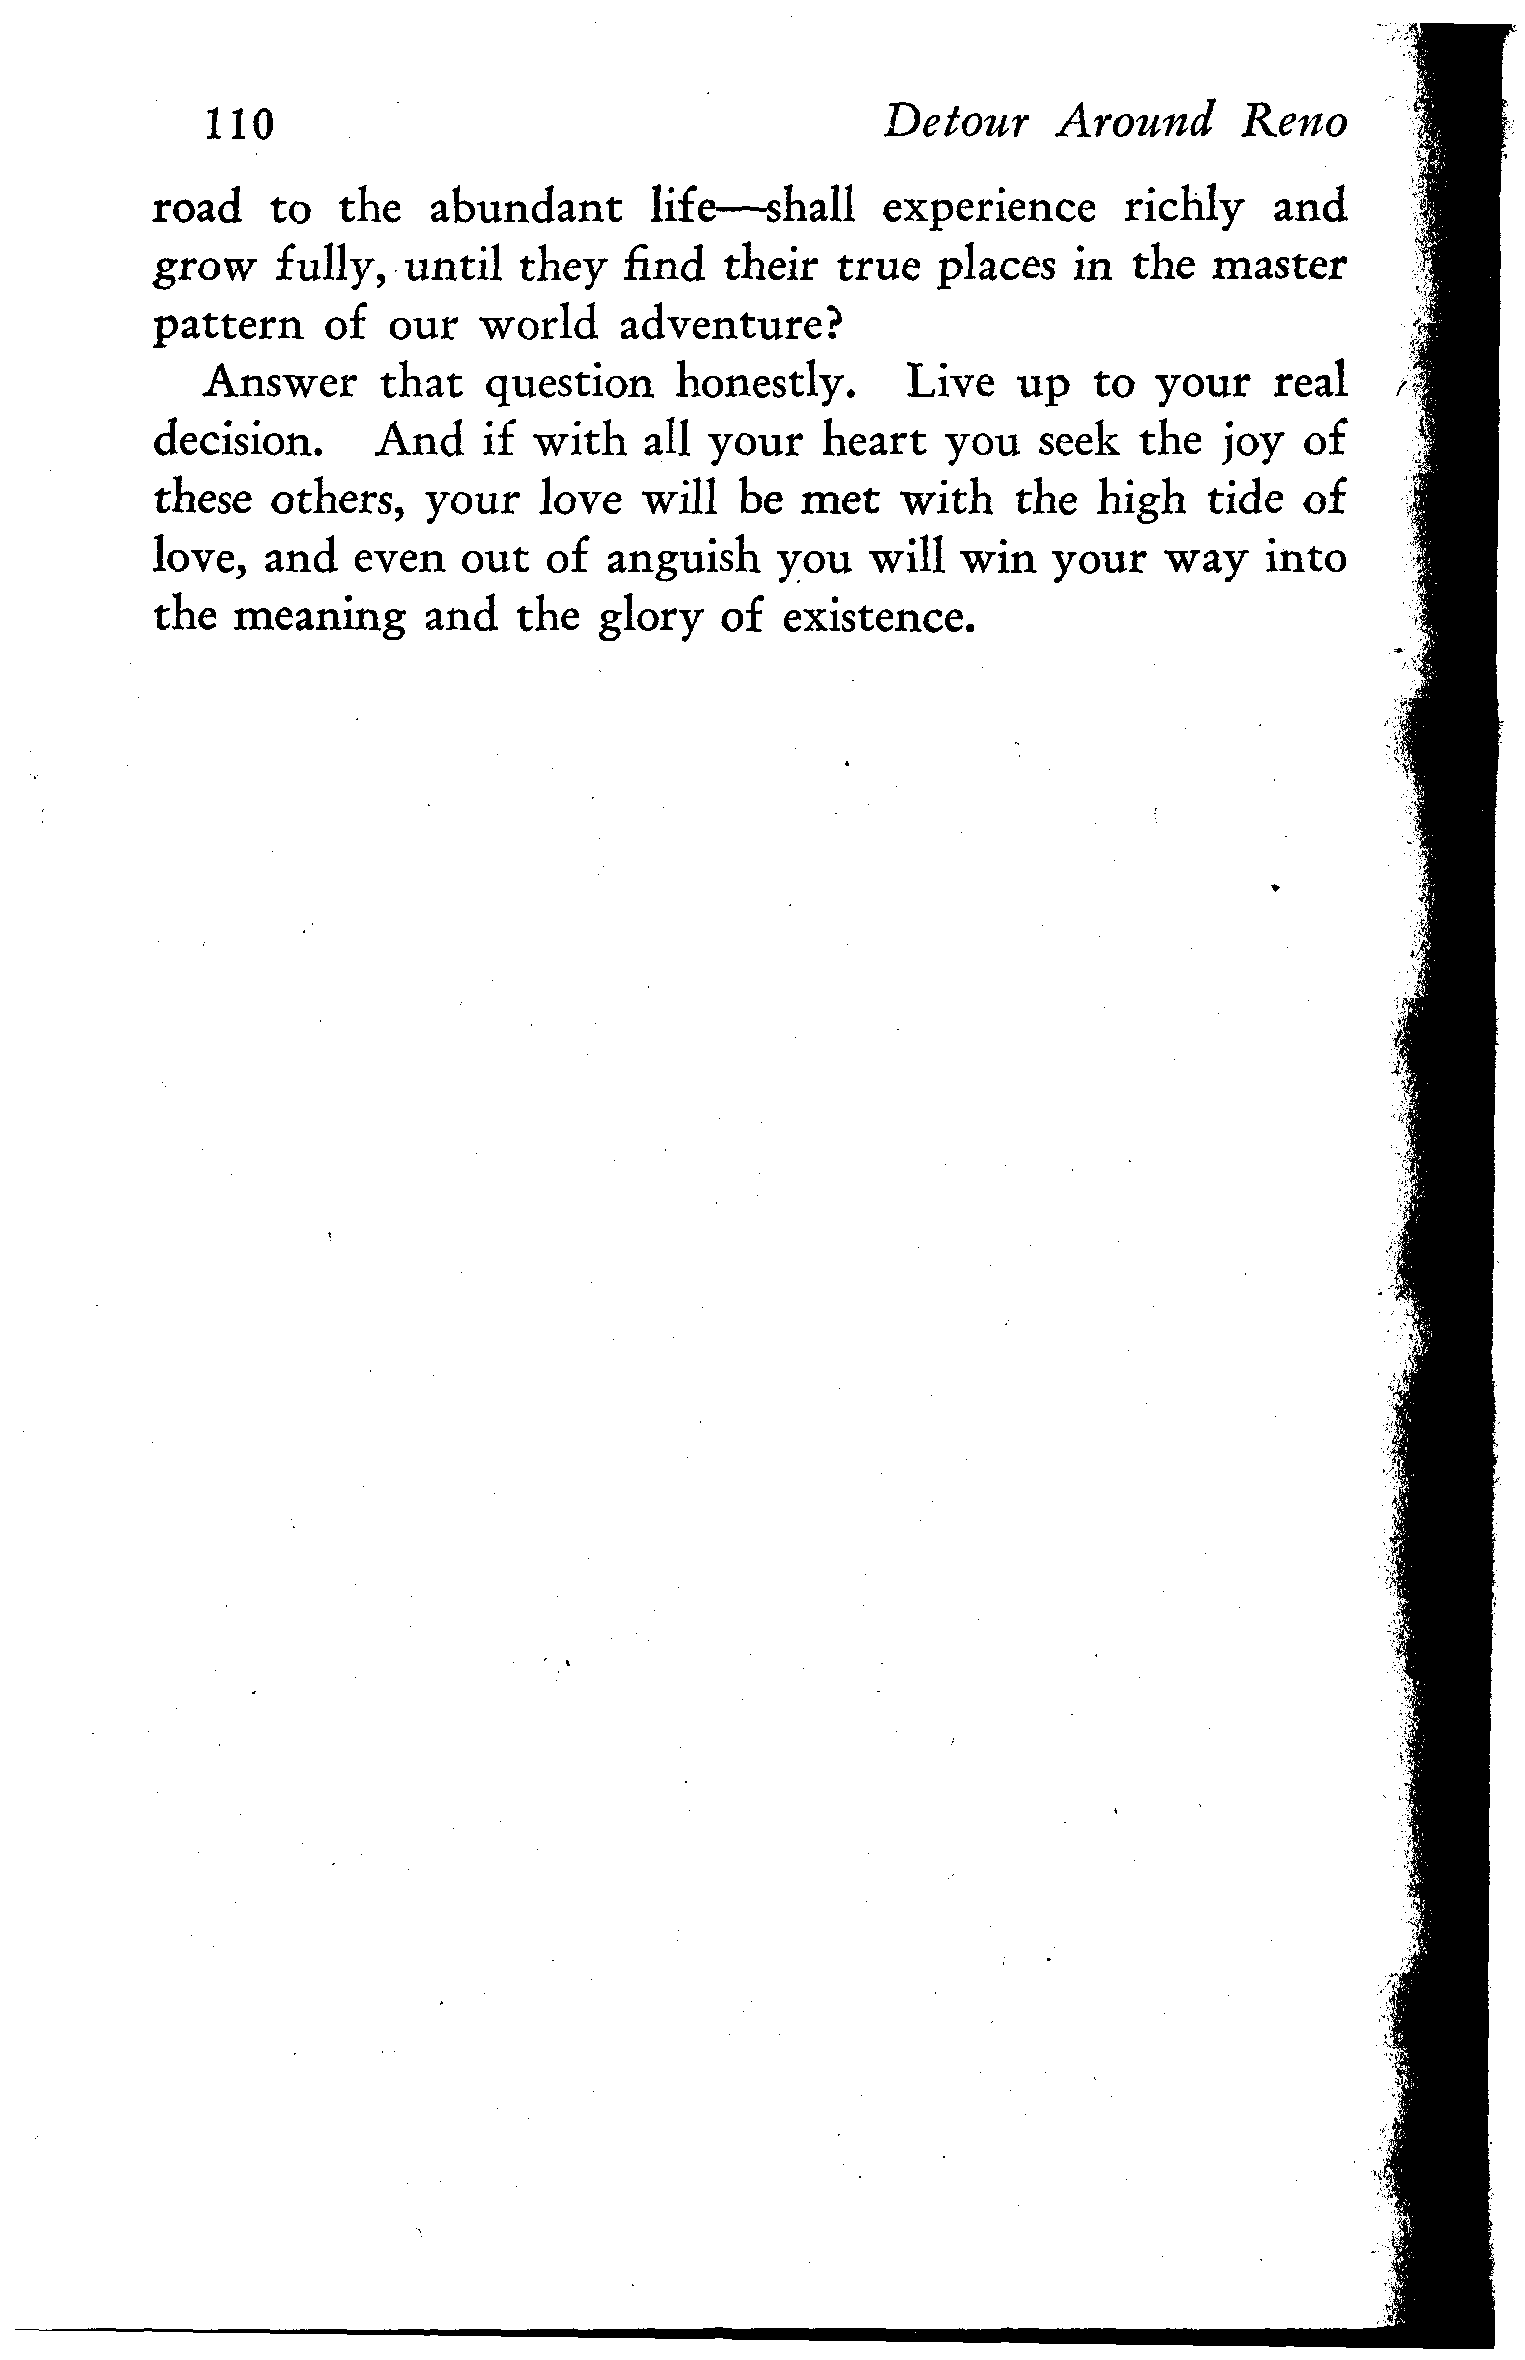 110 Detour Around Reno
road to the abundant life—shall experience richly and
grow fully, until they find their true places in the master
pattern of our world adventure?
Answer that question honestly. Live up to your real
decision. And if with all your heart you seek the joy of
these others, your love will be met with the high tide of
love, and even out of anguish you will win your way into
the meaning and the glory of existence.